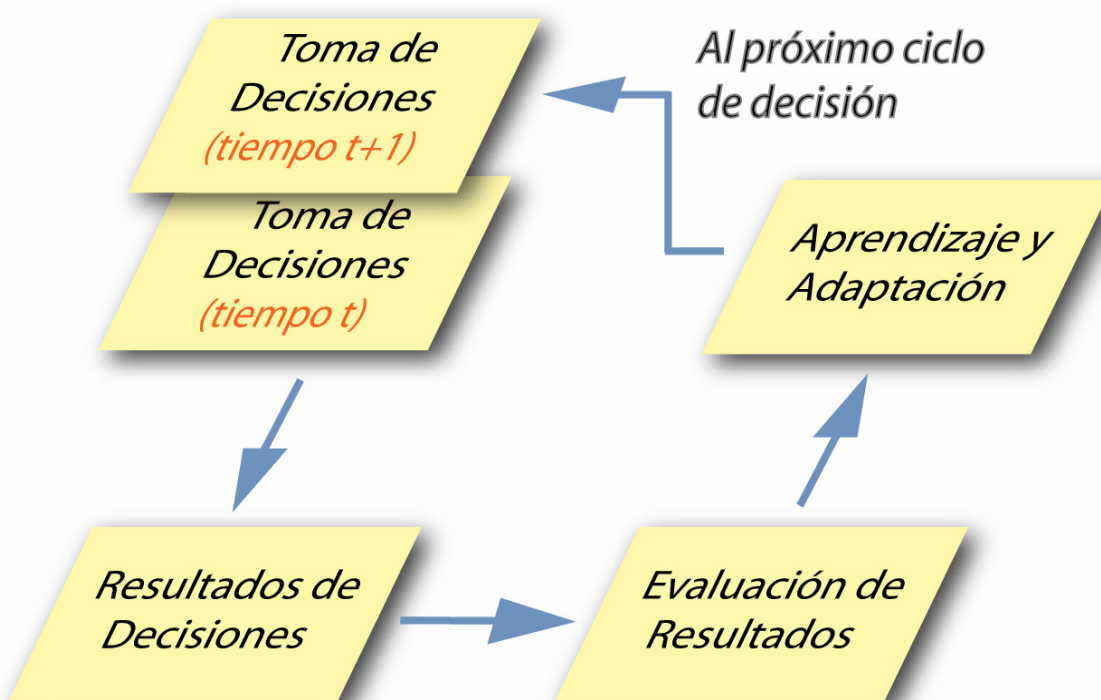 Toma de
Decisiones
(tiempo t+1)
Al próximo ciclo
de decisión
Toma de
Decisiones
(tiempo t)
Aprendizaje y
Adaptación
Resultados de
Decisiones
Evaluación de
Resultados